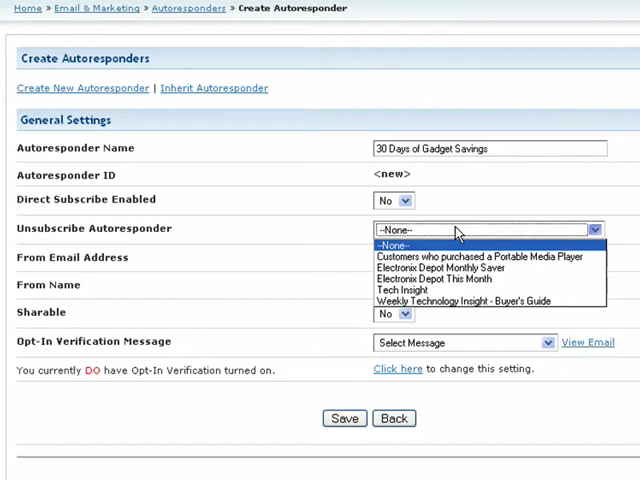 Home » Email & Marketing » Autoresponders » Create Autoresponder
Create Autoresponders
Create New Autoresponder | Inherit Autoresponder
General Settings
Autoresponder Name 30 Days of Gadget Savings
Autoresponder ID <new>
Direct Subscribe Enabled No
Unsubscribe Autoresponder --None--
--None--
From Email Address Customers who purchased a Portable Media Player
Electronix Depot Monthly Saver
From Name Electronix Depot This Month
Tech Insight
Weekly Technology Insight - Buyer's Guide
Sharable No
Opt-In Verification Message Select Message View Email
You currently DO have Opt-In Verification turned on. Click here to change this setting.
Save Back